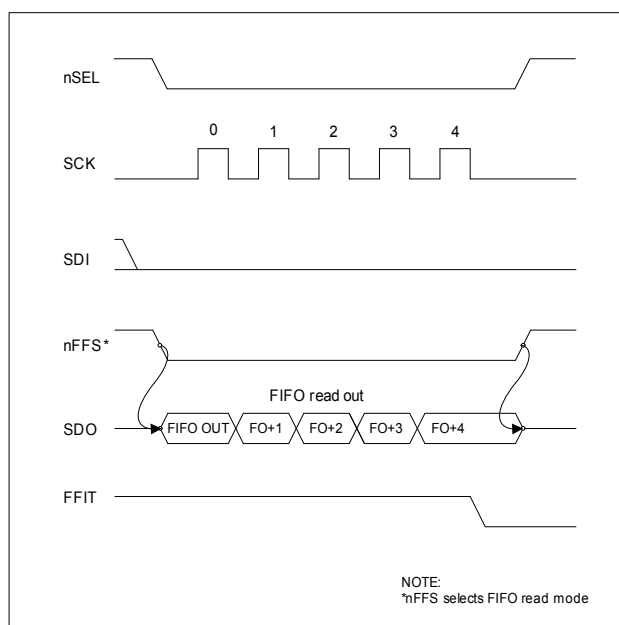 nSEL
0 1 2 3 4
SCK
SDI
nFFS*
FIFO read out
SDO FIFO OUT FO+1 FO+2 FO+3 FO+4
FFIT
NOTE:
*nFFS selects FIFO read mode